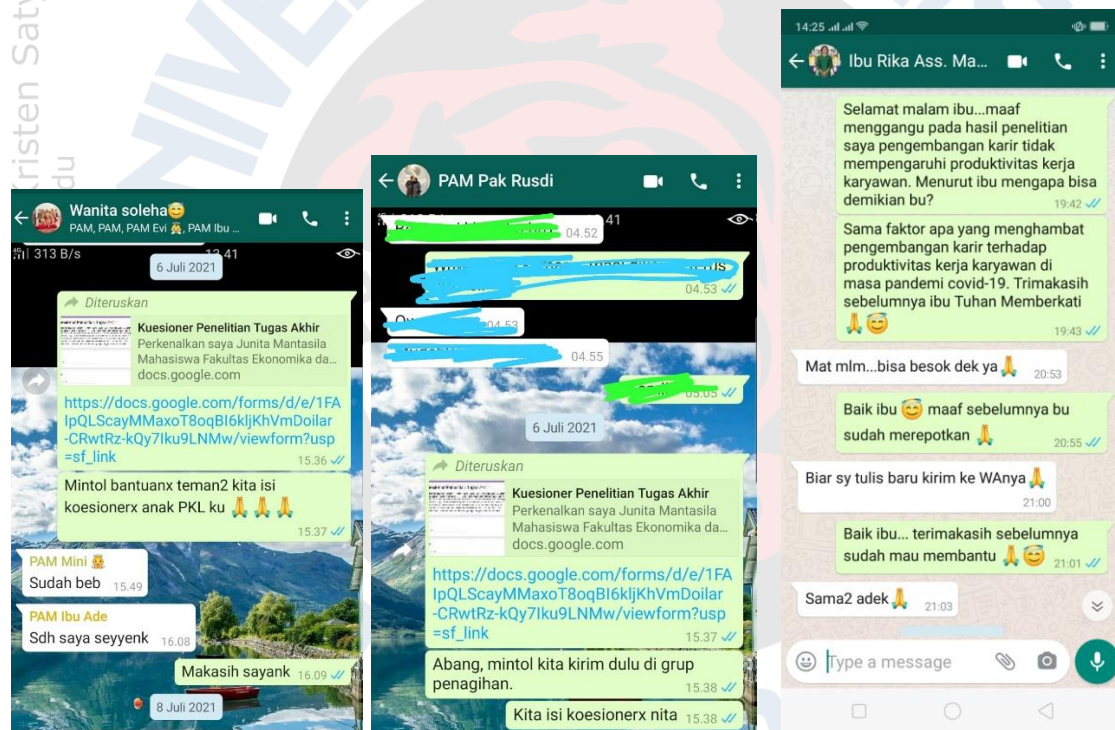 Kristen Saty
IVE
Wanita soleha😇
PAM, PAM, PAM Evi 👰, PAM Ibu ...
4G 313 B/s 13 41
6 Juli 2021
Diteruskan
Kuesioner Penelitian Tugas Akhir
Perkenalkan saya Junita Mantasila
Mahasiswa Fakultas Ekonomika da...
docs.google.com
https://docs.google.com/forms/d/e/1FA
IpQLScayMMaxoT8oqBI6kljKhVmDoilar
-CRwtRz-kQy7Iku9LNMw/viewform?usp
=sf_link
15.36
Mintol bantuanx teman2 kita isi
koesionerx anak PKL ku 🙏🙏🙏
15.37
PAM Mini 👸
Sudah beb 15.49
PAM Ibu Ade
Sdh saya seyyenk 16.08
Makasih sayank 16.09
8 Juli 2021
PAM Pak Rusdi
41
04.52
04.53
04.53
04.55
05.05
6 Juli 2021
Diteruskan
Kuesioner Penelitian Tugas Akhir
Perkenalkan saya Junita Mantasila
Mahasiswa Fakultas Ekonomika da...
docs.google.com
https://docs.google.com/forms/d/e/1FA
IpQLScayMMaxoT8oqBI6kljKhVmDoilar
-CRwtRz-kQy7Iku9LNMw/viewform?usp
=sf_link
15.37
Abang, mintol kita kirim dulu di grup
penagihan.
15.38
Kita isi koesionerx nita 15.38
14:25
Ibu Rika Ass. Ma...
Selamat malam ibu...maaf
menggangu pada hasil penelitian
saya pengembangan karir tidak
mempengaruhi produktivitas kerja
karyawan. Menurut ibu mengapa bisa
demikian bu?
19:42
Sama faktor apa yang menghambat
pengembangan karir terhadap
produktivitas kerja karyawan di
masa pandemi covid-19. Trimakasih
sebelumnya ibu Tuhan Memberkati
🙏😇
19:43
Mat mlm...bisa besok dek ya🙏 20:53
Baik ibu 😇 maaf sebelumnya bu
sudah merepotkan 🙏 20:55
Biar sy tulis baru kirim ke WAnya🙏
21:00
Baik ibu... terimakasih sebelumnya
sudah mau membantu 🙏😇 21:01
Sama2 adek🙏 21:03
Type a message